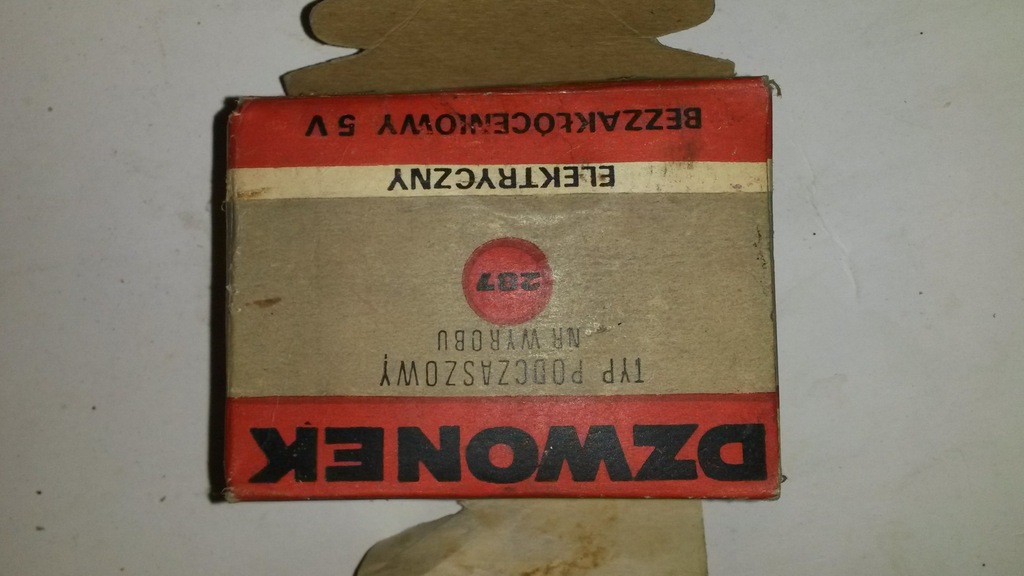 DZWONEK
TYP PODCZASZOWY
NR WYROBU
287
ELEKTRYCZNY
BEZZAKŁÓCENIOWY 5 V